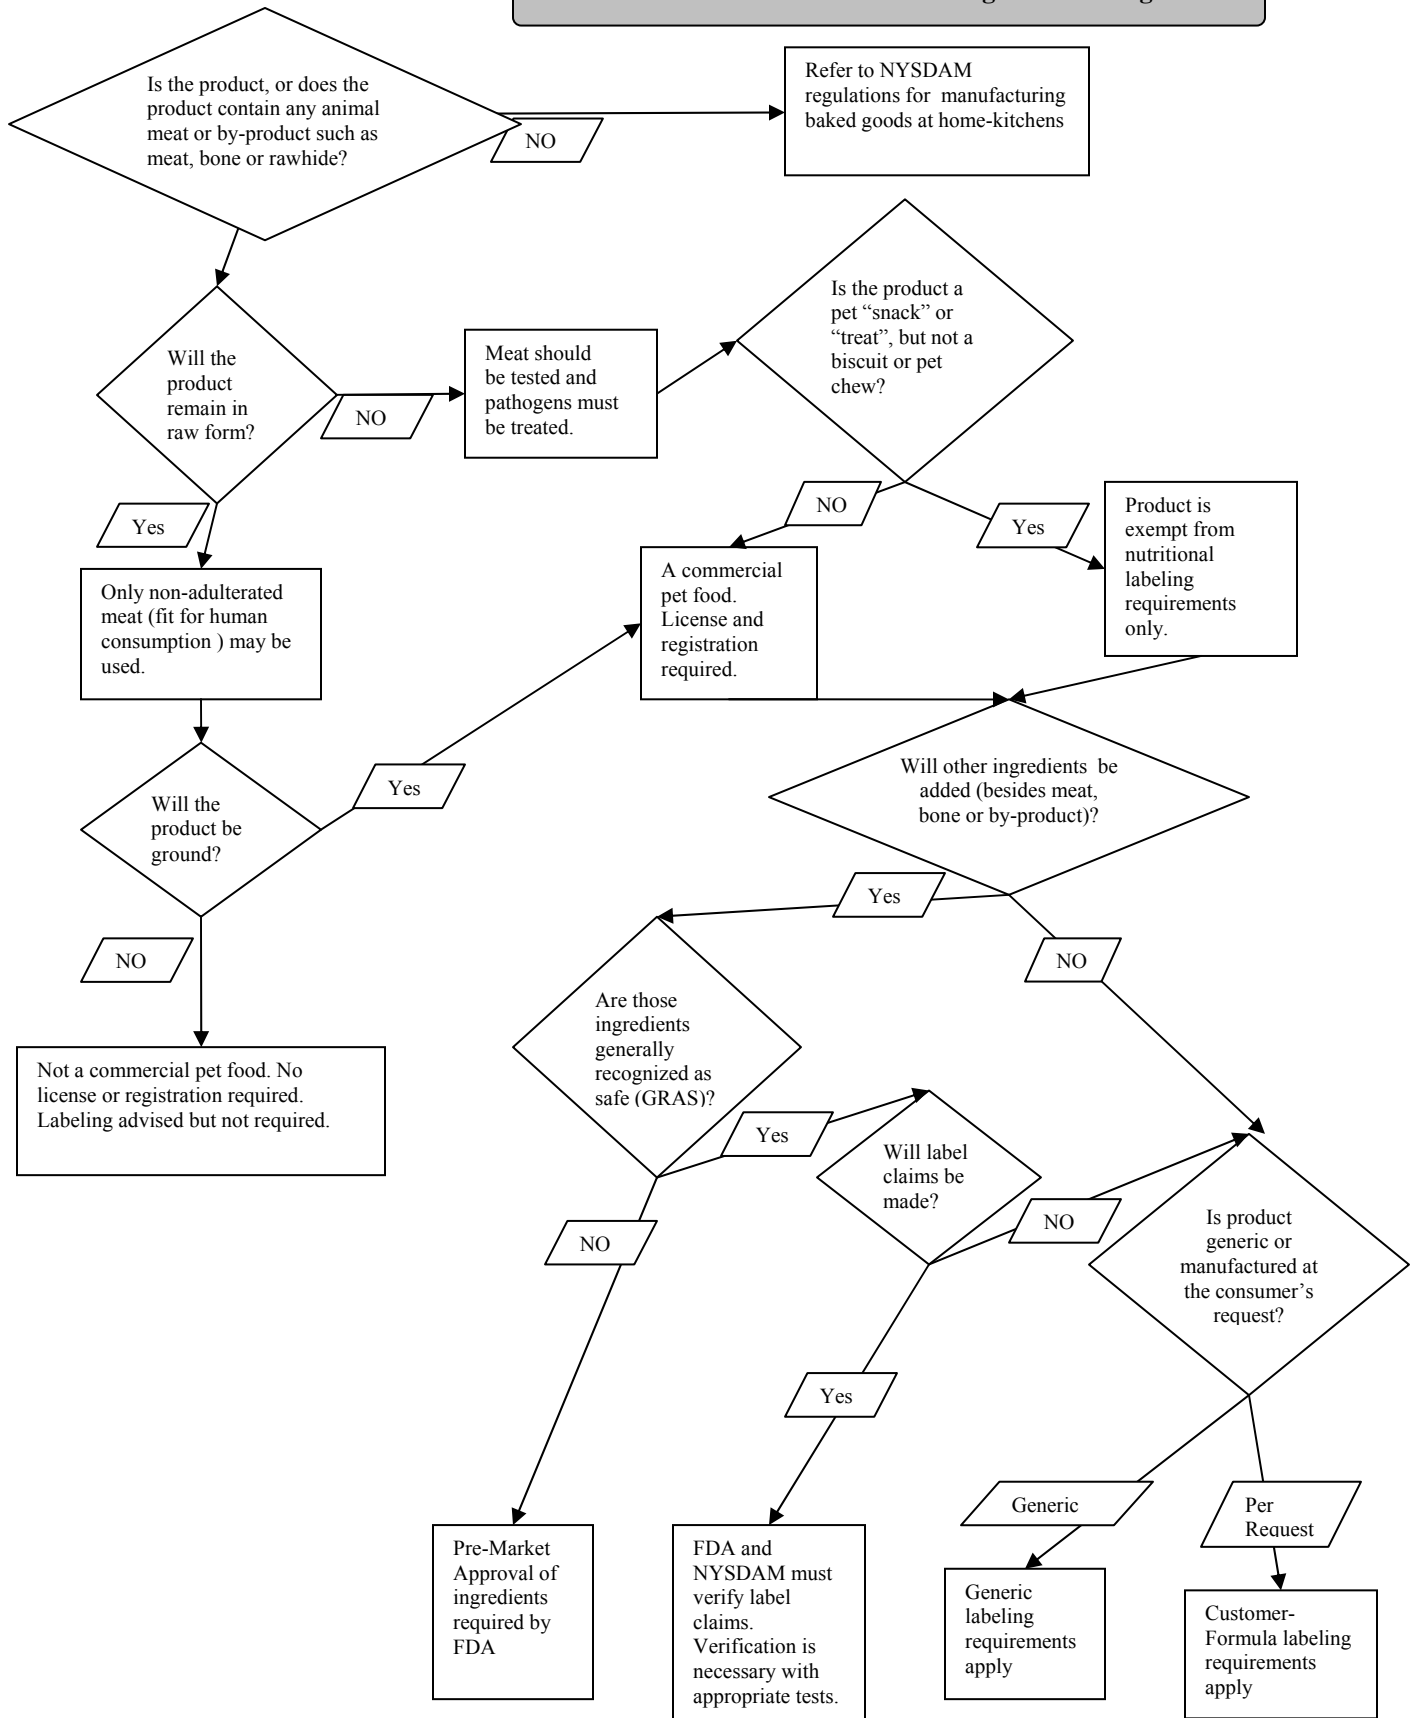 Is the product, or does the
product contain any animal
meat or by-product such as
meat, bone or rawhide?
NO
Refer to NYSDAM
regulations for manufacturing
baked goods at home-kitchens
Will the
product
remain in
raw form?
NO
Meat should
be tested and
pathogens must
be treated.
Is the product a
pet “snack” or
“treat”, but not a
biscuit or pet
chew?
Yes
NO
Yes
Only non-adulterated
meat (fit for human
consumption ) may be
used.
A commercial
pet food.
License and
registration
required.
Product is
exempt from
nutritional
labeling
requirements
only.
Will the
product be
ground?
Yes
Will other ingredients be
added (besides meat,
bone or by-product)?
NO
Yes
NO
Not a commercial pet food. No
license or registration required.
Labeling advised but not required.
Are those
ingredients
generally
recognized as
safe (GRAS)?
Yes
Will label
claims be
made?
NO
Is product
generic or
manufactured at
the consumer’s
request?
NO
Yes
Generic
Per
Request
Pre-Market
Approval of
ingredients
required by
FDA
FDA and
NYSDAM must
verify label
claims.
Verification is
necessary with
appropriate tests.
Generic
labeling
requirements
apply
Customer-
Formula labeling
requirements
apply